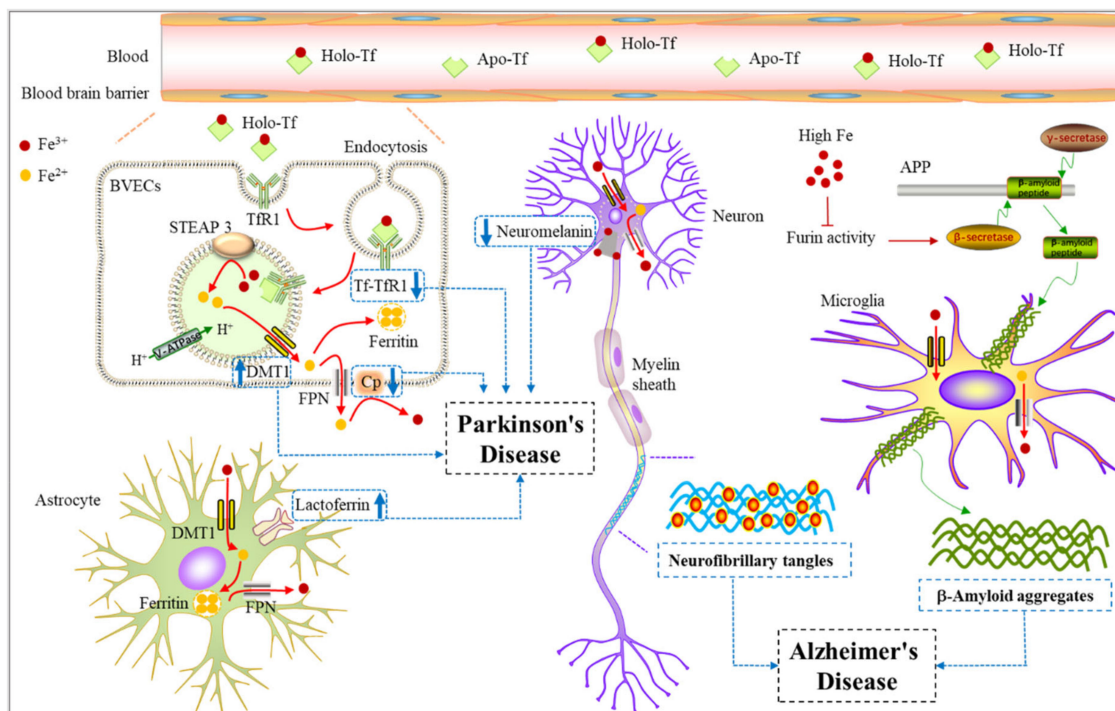 Blood
Holo-Tf
Apo-Tf
Holo-Tf
Apo-Tf
Holo-Tf
Holo-Tf
Blood brain barrier
Fe³⁺
Fe²⁺
Holo-Tf
Endocytosis
BVECs
TfR1
STEAP 3
Tf-TfR1
Ferritin
V-ATPase
H⁺
H⁺
DMT1
FPN
Cp
Neuromelanin
Neuron
Myelin
sheath
Parkinson's
Disease
Astrocyte
Lactoferrin
DMT1
Ferritin
FPN
High Fe
Furin activity
APP
γ-secretase
β-amyloid
peptide
β-secretase
β-amyloid
peptide
Microglia
Neurofibrillary tangles
β-Amyloid aggregates
Alzheimer's
Disease